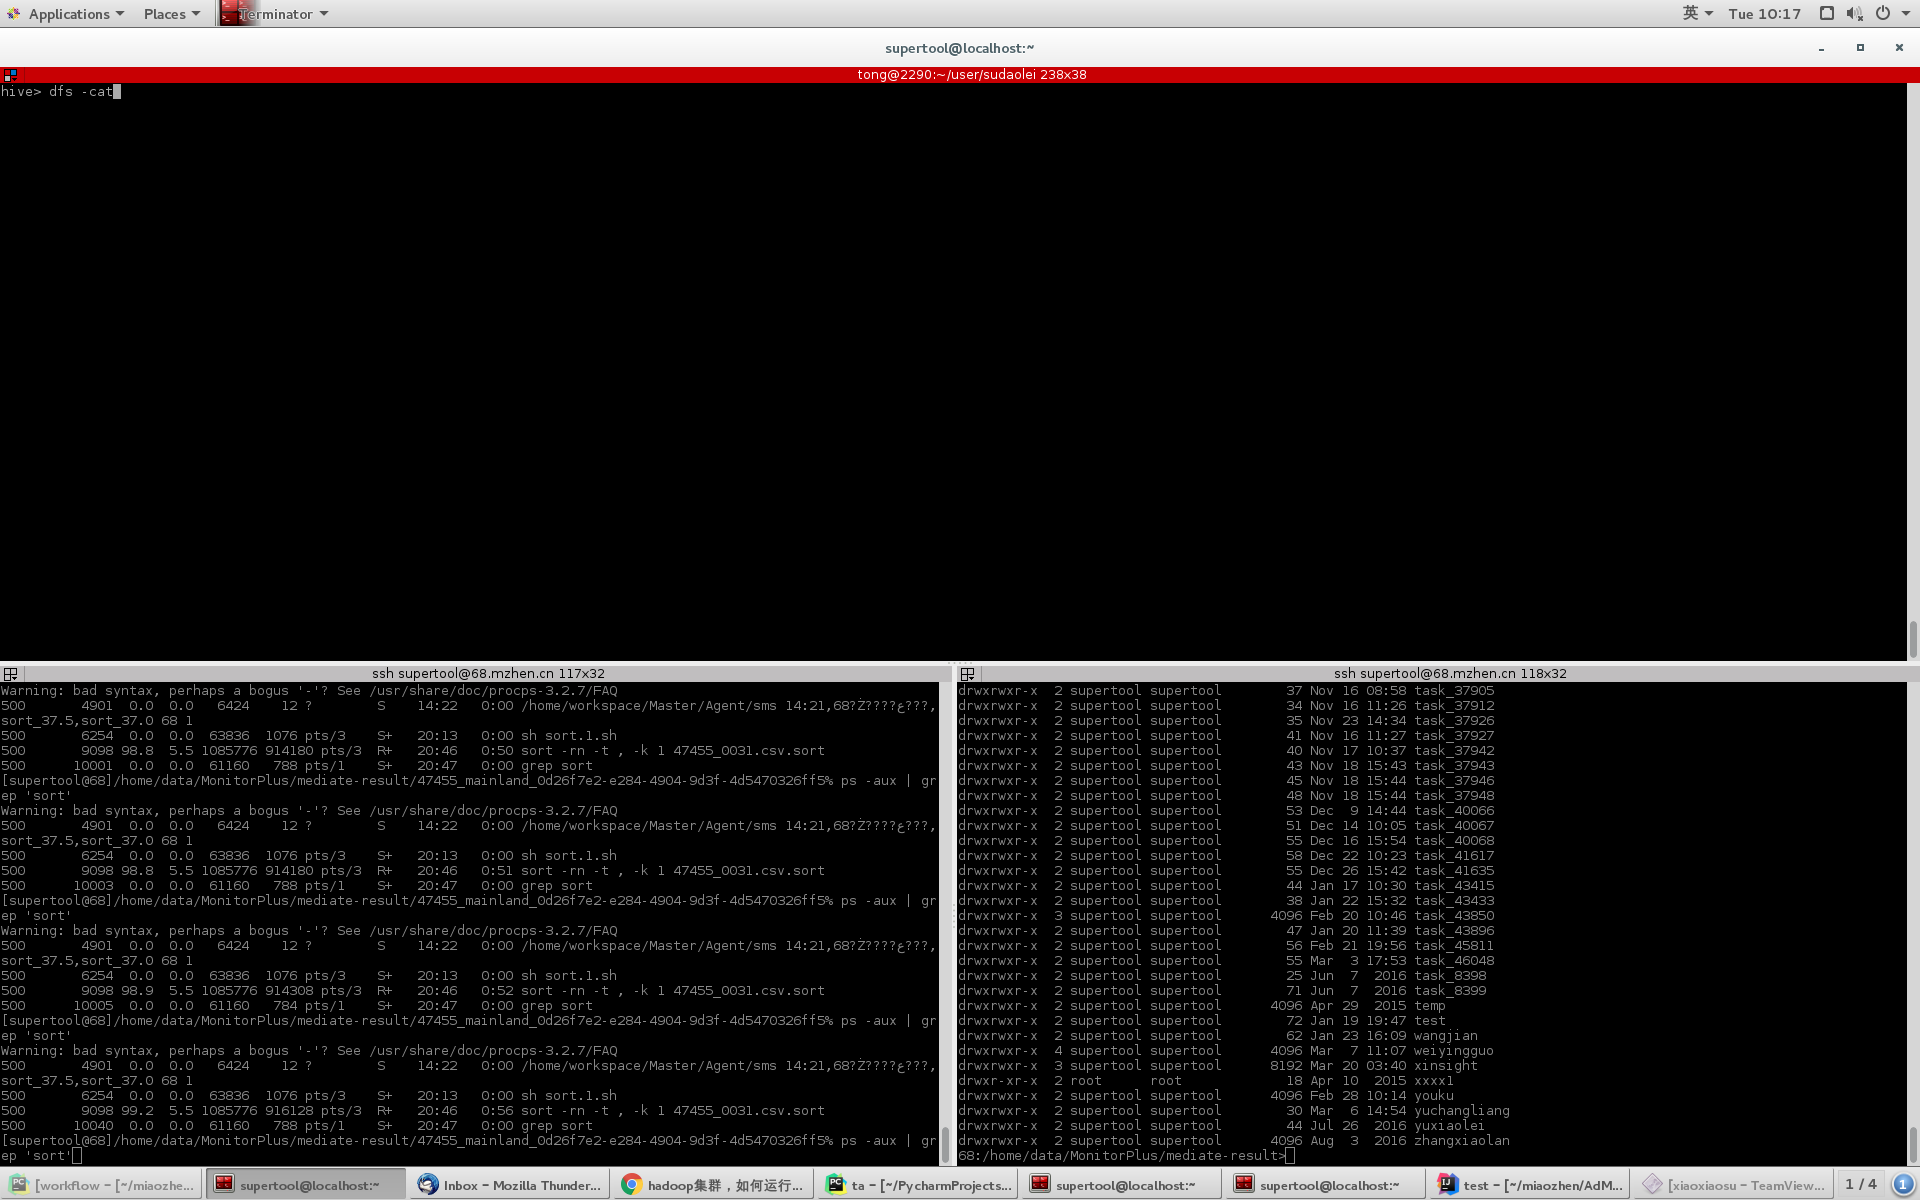 Applications Places Terminator 英 Tue 10:17
supertool@localhost:~
tong@2290:~/user/sudaolei 238x38
hive> dfs -cat
ssh supertool@68.mzhen.cn 117x32
Warning: bad syntax, perhaps a bogus '-'? See /usr/share/doc/procps-3.2.7/FAQ
500 4901 0.0 0.0 6424 12 ? S 14:22 0:00 /home/workspace/Master/Agent/sms 14:21,68?Z????ع???,
sort_37.5,sort_37.0 68 1
500 6254 0.0 0.0 63836 1076 pts/3 S+ 20:13 0:00 sh sort.1.sh
500 9098 98.8 5.5 1085776 914180 pts/3 R+ 20:46 0:50 sort -rn -t , -k 1 47455_0031.csv.sort
500 10001 0.0 0.0 61160 788 pts/1 S+ 20:47 0:00 grep sort
[supertool@68]/home/data/MonitorPlus/mediate-result/47455_mainland_0d26f7e2-e284-4904-9d3f-4d5470326ff5% ps -aux | gr
ep 'sort'
Warning: bad syntax, perhaps a bogus '-'? See /usr/share/doc/procps-3.2.7/FAQ
500 4901 0.0 0.0 6424 12 ? S 14:22 0:00 /home/workspace/Master/Agent/sms 14:21,68?Z????ع???,
sort_37.5,sort_37.0 68 1
500 6254 0.0 0.0 63836 1076 pts/3 S+ 20:13 0:00 sh sort.1.sh
500 9098 98.8 5.5 1085776 914180 pts/3 R+ 20:46 0:51 sort -rn -t , -k 1 47455_0031.csv.sort
500 10003 0.0 0.0 61160 788 pts/1 S+ 20:47 0:00 grep sort
[supertool@68]/home/data/MonitorPlus/mediate-result/47455_mainland_0d26f7e2-e284-4904-9d3f-4d5470326ff5% ps -aux | gr
ep 'sort'
Warning: bad syntax, perhaps a bogus '-'? See /usr/share/doc/procps-3.2.7/FAQ
500 4901 0.0 0.0 6424 12 ? S 14:22 0:00 /home/workspace/Master/Agent/sms 14:21,68?Z????ع???,
sort_37.5,sort_37.0 68 1
500 6254 0.0 0.0 63836 1076 pts/3 S+ 20:13 0:00 sh sort.1.sh
500 9098 98.9 5.5 1085776 914308 pts/3 R+ 20:46 0:52 sort -rn -t , -k 1 47455_0031.csv.sort
500 10005 0.0 0.0 61160 784 pts/1 S+ 20:47 0:00 grep sort
[supertool@68]/home/data/MonitorPlus/mediate-result/47455_mainland_0d26f7e2-e284-4904-9d3f-4d5470326ff5% ps -aux | gr
ep 'sort'
Warning: bad syntax, perhaps a bogus '-'? See /usr/share/doc/procps-3.2.7/FAQ
500 4901 0.0 0.0 6424 12 ? S 14:22 0:00 /home/workspace/Master/Agent/sms 14:21,68?Z????ع???,
sort_37.5,sort_37.0 68 1
500 6254 0.0 0.0 63836 1076 pts/3 S+ 20:13 0:00 sh sort.1.sh
500 9098 99.2 5.5 1085776 916128 pts/3 R+ 20:46 0:56 sort -rn -t , -k 1 47455_0031.csv.sort
500 10040 0.0 0.0 61160 788 pts/1 S+ 20:47 0:00 grep sort
[supertool@68]/home/data/MonitorPlus/mediate-result/47455_mainland_0d26f7e2-e284-4904-9d3f-4d5470326ff5% ps -aux | gr
ep 'sort'
ssh supertool@68.mzhen.cn 118x32
drwxrwxr-x 2 supertool supertool 37 Nov 16 08:58 task_37905
drwxrwxr-x 2 supertool supertool 34 Nov 16 11:26 task_37912
drwxrwxr-x 2 supertool supertool 35 Nov 23 14:34 task_37926
drwxrwxr-x 2 supertool supertool 41 Nov 16 11:27 task_37927
drwxrwxr-x 2 supertool supertool 40 Nov 17 10:37 task_37942
drwxrwxr-x 2 supertool supertool 43 Nov 18 15:43 task_37943
drwxrwxr-x 2 supertool supertool 45 Nov 18 15:44 task_37946
drwxrwxr-x 2 supertool supertool 48 Nov 18 15:44 task_37948
drwxrwxr-x 2 supertool supertool 53 Dec 9 14:44 task_40066
drwxrwxr-x 2 supertool supertool 51 Dec 14 10:05 task_40067
drwxrwxr-x 2 supertool supertool 55 Dec 16 15:54 task_40068
drwxrwxr-x 2 supertool supertool 58 Dec 22 10:23 task_41617
drwxrwxr-x 2 supertool supertool 55 Dec 26 15:42 task_41635
drwxrwxr-x 2 supertool supertool 44 Jan 17 10:30 task_43415
drwxrwxr-x 2 supertool supertool 38 Jan 22 15:32 task_43433
drwxrwxr-x 3 supertool supertool 4096 Feb 20 10:46 task_43850
drwxrwxr-x 2 supertool supertool 47 Jan 20 11:39 task_43896
drwxrwxr-x 2 supertool supertool 56 Feb 21 19:56 task_45811
drwxrwxr-x 2 supertool supertool 55 Mar 3 17:53 task_46048
drwxrwxr-x 2 supertool supertool 25 Jun 7 2016 task_8398
drwxrwxr-x 2 supertool supertool 71 Jun 7 2016 task_8399
drwxrwxr-x 2 supertool supertool 4096 Apr 29 2015 temp
drwxrwxr-x 2 supertool supertool 72 Jan 19 19:47 test
drwxrwxr-x 2 supertool supertool 62 Jan 23 16:09 wangjian
drwxrwxr-x 4 supertool supertool 4096 Mar 7 11:07 weiyingguo
drwxrwxr-x 3 supertool supertool 8192 Mar 20 03:40 xinsight
drwxr-xr-x 2 root root 18 Apr 10 2015 xxxx1
drwxrwxr-x 2 supertool supertool 4096 Feb 28 10:14 youku
drwxrwxr-x 2 supertool supertool 30 Mar 6 14:54 yuchangliang
drwxrwxr-x 2 supertool supertool 44 Jul 26 2016 yuxiaolei
drwxrwxr-x 2 supertool supertool 4096 Aug 3 2016 zhangxiaolan
68:/home/data/MonitorPlus/mediate-result>
[workflow – [~/miaozhe... supertool@localhost:~ Inbox – Mozilla Thunder... hadoop集群，如何运行... ta – [~/PycharmProjects... supertool@localhost:~ supertool@localhost:~ test – [~/miaozhen/AdM... [xiaoxiaosu – TeamView... 1 / 4 1